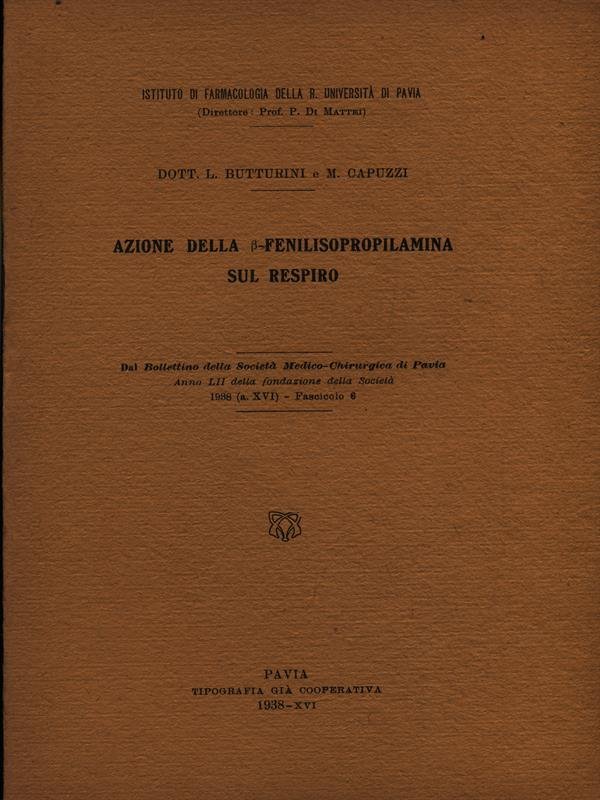 ISTITUTO DI FARMACOLOGIA DELLA R. UNIVERSITÀ DI PAVIA
(Direttore: Prof. P. DI MATTEI)
DOTT. L. BUTTURINI e M. CAPUZZI
AZIONE DELLA β-FENILISOPROPILAMINA
SUL RESPIRO
Dal Bollettino della Società Medico-Chirurgica di Pavia
Anno LII della fondazione della Società
1938 (a. XVI) - Fascicolo 6
PAVIA
TIPOGRAFIA GIÀ COOPERATIVA
1938-XVI